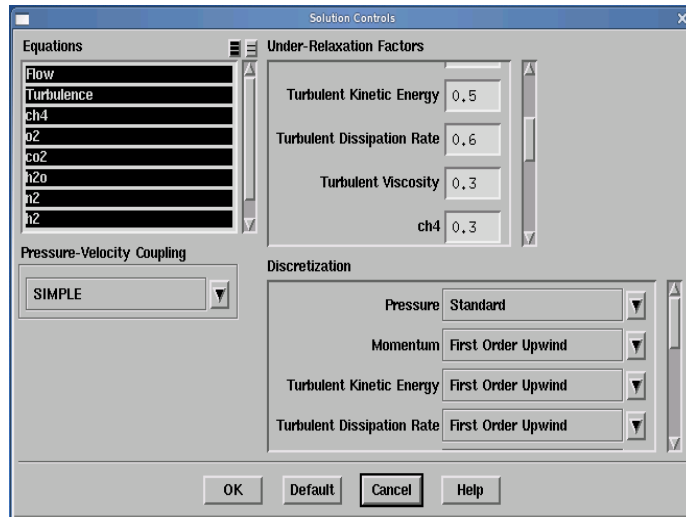 Solution Controls
Equations
Flow
Turbulence
ch4
o2
co2
h2o
n2
h2
Pressure-Velocity Coupling
SIMPLE
Under-Relaxation Factors
Turbulent Kinetic Energy 0.5
Turbulent Dissipation Rate 0.6
Turbulent Viscosity 0.3
ch4 0.3
Discretization
Pressure Standard
Momentum First Order Upwind
Turbulent Kinetic Energy First Order Upwind
Turbulent Dissipation Rate First Order Upwind
OK Default Cancel Help